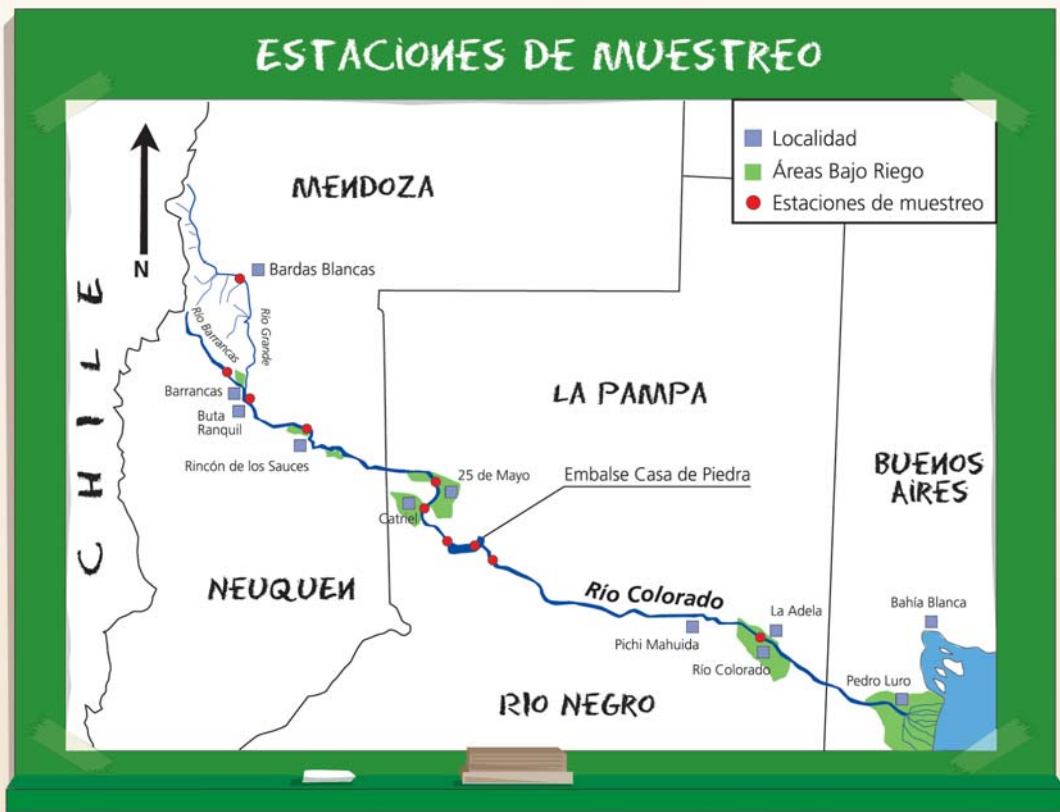 ESTACIONES DE MUESTREO
Localidad
Áreas Bajo Riego
Estaciones de muestreo
MENDOZA
N
CHILE
Bardas Blancas
Río Barrancas
Río Grande
Barrancas
Buta
Ranquil
Rincón de los Sauces
LA PAMPA
25 de Mayo
Embalse Casa de Piedra
Catriel
BUENOS
AIRES
NEUQUEN
Río Colorado
La Adela
Bahía Blanca
Pichi Mahuida
Río Colorado
Pedro Luro
RIO NEGRO